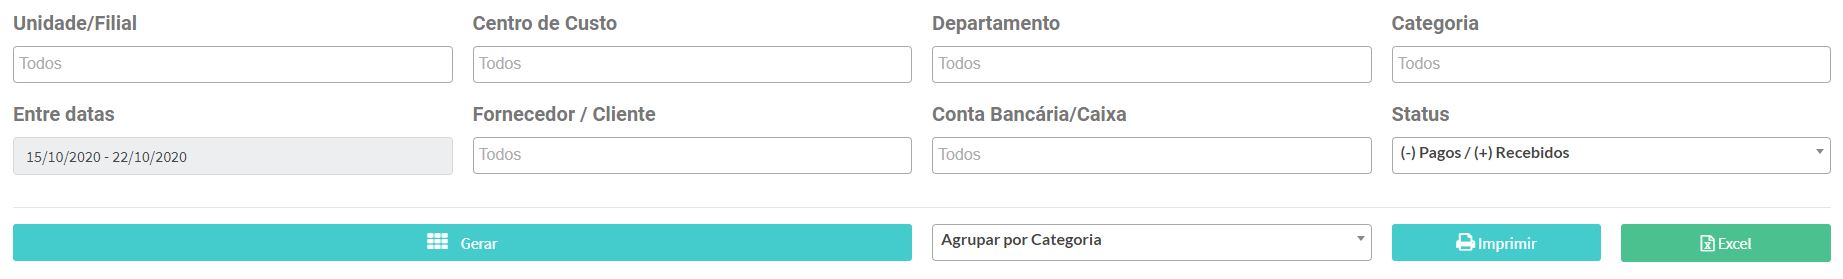 Unidade/Filial Centro de Custo Departamento Categoria
Todos Todos Todos Todos
Entre datas Fornecedor / Cliente Conta Bancária/Caixa Status
15/10/2020 - 22/10/2020 Todos Todos (-) Pagos / (+) Recebidos
Gerar Agrupar por Categoria Imprimir Excel